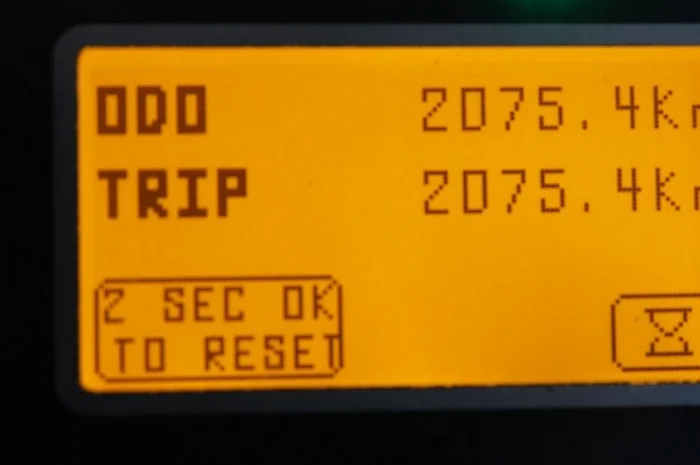 ODO 2075.4K
TRIP 2075.4K
2 SEC OK
TO RESET